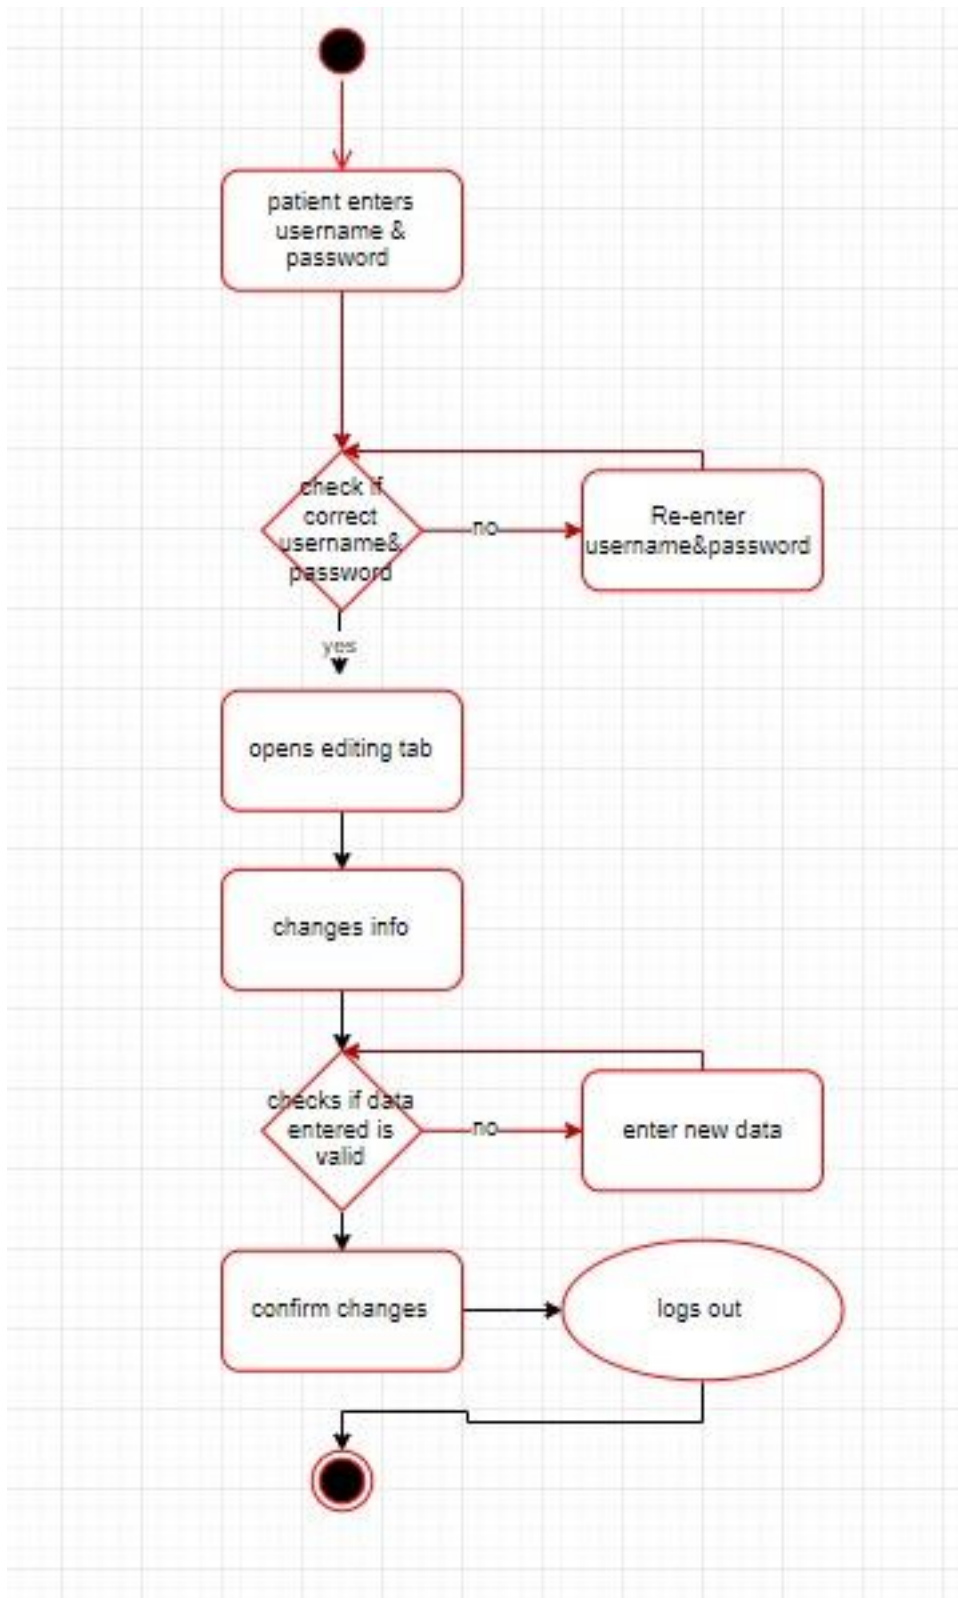 patient enters
username &
password
check if
correct
username&
password
no
Re-enter
username&password
yes
opens editing tab
changes info
checks if data
entered is
valid
no
enter new data
confirm changes
logs out